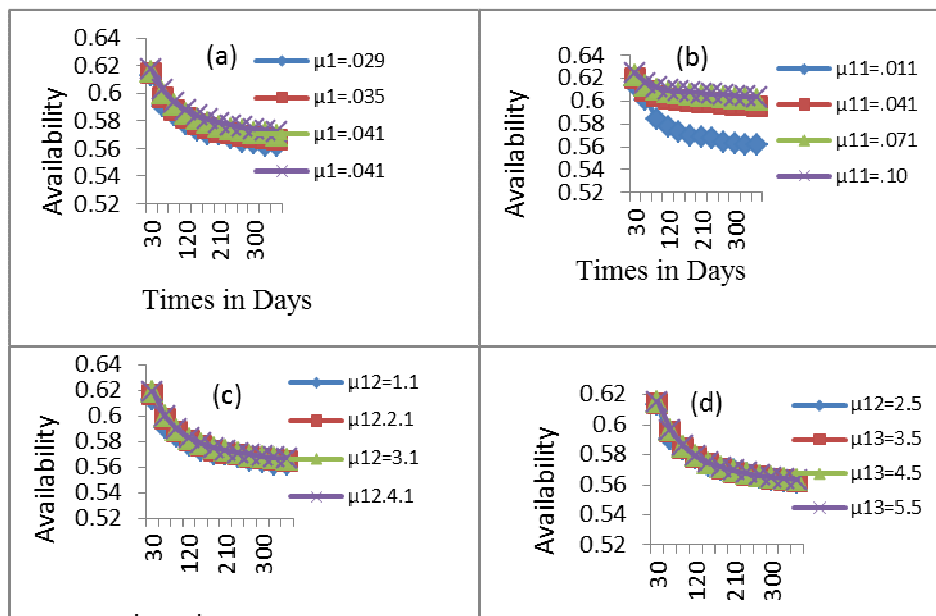 0.64
0.62
0.6
0.58
0.56
0.54
0.52
Availability
30
120
210
300
(a)
μ1=.029
μ1=.035
μ1=.041
μ1=.041
Times in Days
0.64
0.62
0.6
0.58
0.56
0.54
0.52
Availability
30
120
210
300
(b)
μ11=.011
μ11=.041
μ11=.071
μ11=.10
Times in Days
0.64
0.62
0.6
0.58
0.56
0.54
0.52
Availability
30
120
210
300
(c)
μ12=1.1
μ12.2.1
μ12=3.1
μ12.4.1
0.62
0.6
0.58
0.56
0.54
0.52
Availability
30
120
210
300
(d)
μ12=2.5
μ13=3.5
μ13=4.5
μ13=5.5